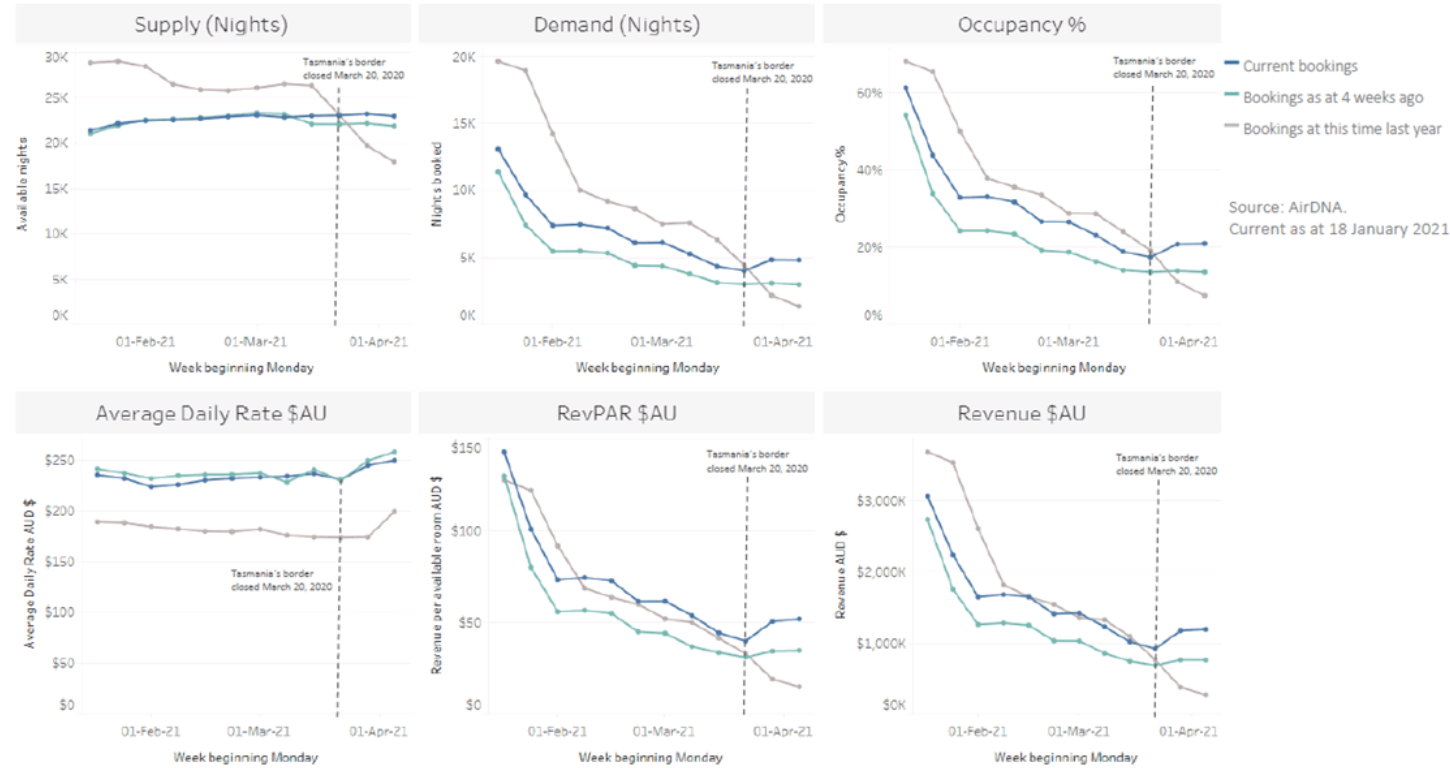 Supply (Nights)
Demand (Nights)
Occupancy %
30K
25K
20K
15K
10K
5K
0K
Available nights
Tasmania's border
closed March 20, 2020
01-Feb-21
01-Mar-21
01-Apr-21
Week beginning Monday
20K
15K
10K
5K
0K
Nights booked
Tasmania's border
closed March 20, 2020
01-Feb-21
01-Mar-21
01-Apr-21
Week beginning Monday
60%
40%
20%
0%
Occupancy %
Tasmania's border
closed March 20, 2020
01-Feb-21
01-Mar-21
01-Apr-21
Week beginning Monday
Current bookings
Bookings as at 4 weeks ago
Bookings at this time last year
Source: AirDNA.
Current as at 18 January 2021
Average Daily Rate $AU
RevPAR $AU
Revenue $AU
$250
$200
$150
$100
$50
$0
Average Daily Rate AUD $
Tasmania's border
closed March 20, 2020
01-Feb-21
01-Mar-21
01-Apr-21
Week beginning Monday
$150
$100
$50
$0
Revenue per available room AUD $
Tasmania's border
closed March 20, 2020
01-Feb-21
01-Mar-21
01-Apr-21
Week beginning Monday
$3,000K
$2,000K
$1,000K
$0K
Revenue AUD $
Tasmania's border
closed March 20, 2020
01-Feb-21
01-Mar-21
01-Apr-21
Week beginning Monday